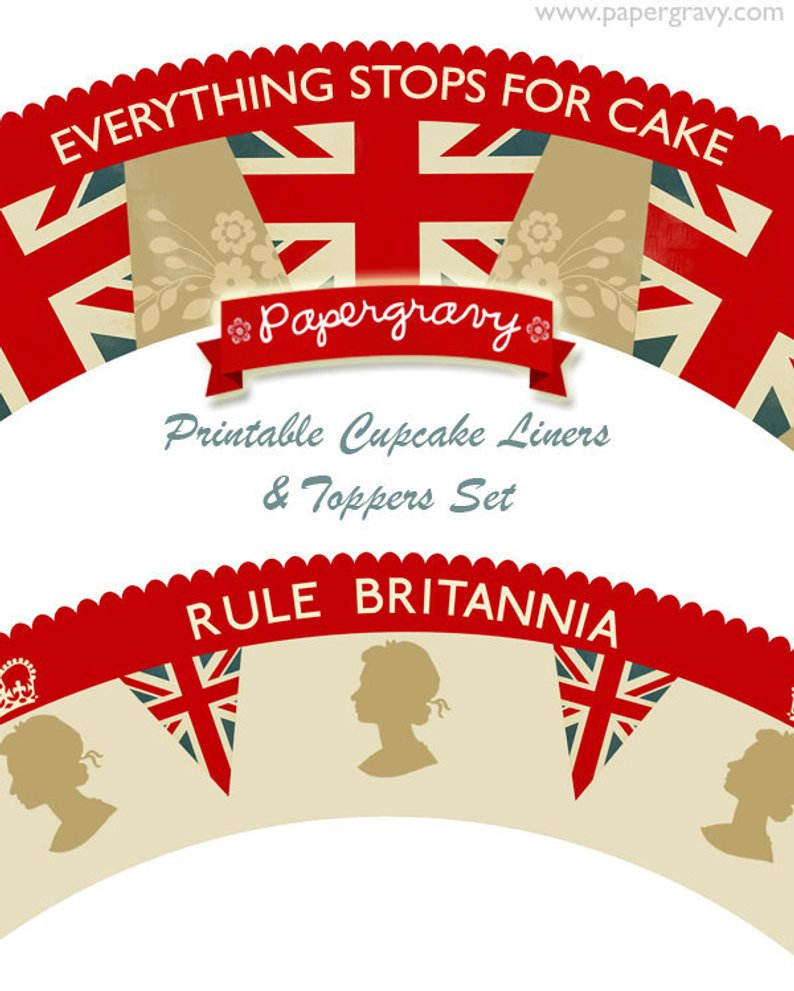 www.papergravy.com
EVERYTHING STOPS FOR CAKE
Papergravy
Printable Cupcake Liners
& Toppers Set
RULE BRITANNIA